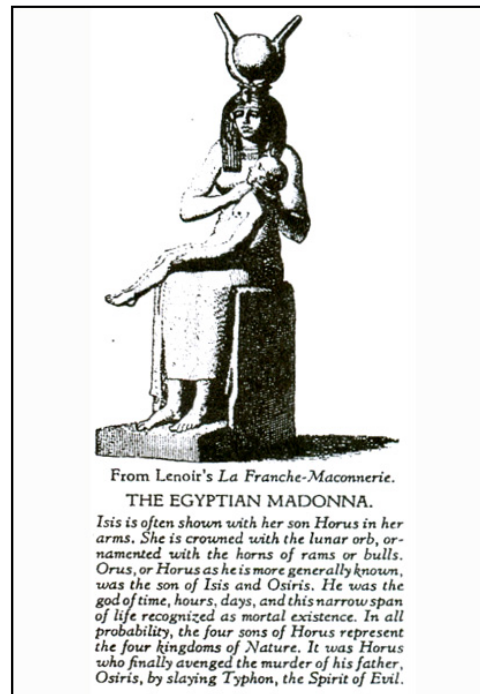 From Lenoir's La Franche-Maconnerie.
THE EGYPTIAN MADONNA.
Isis is often shown with her son Horus in her
arms. She is crowned with the lunar orb, or-
namented with the horns of rams or bulls.
Orus, or Horus as he is more generally known,
was the son of Isis and Osiris. He was the
god of time, hours, days, and this narrow span
of life recognized as mortal existence. In all
probability, the four sons of Horus represent
the four kingdoms of Nature. It was Horus
who finally avenged the murder of his father,
Osiris, by slaying Typhon, the Spirit of Evil.